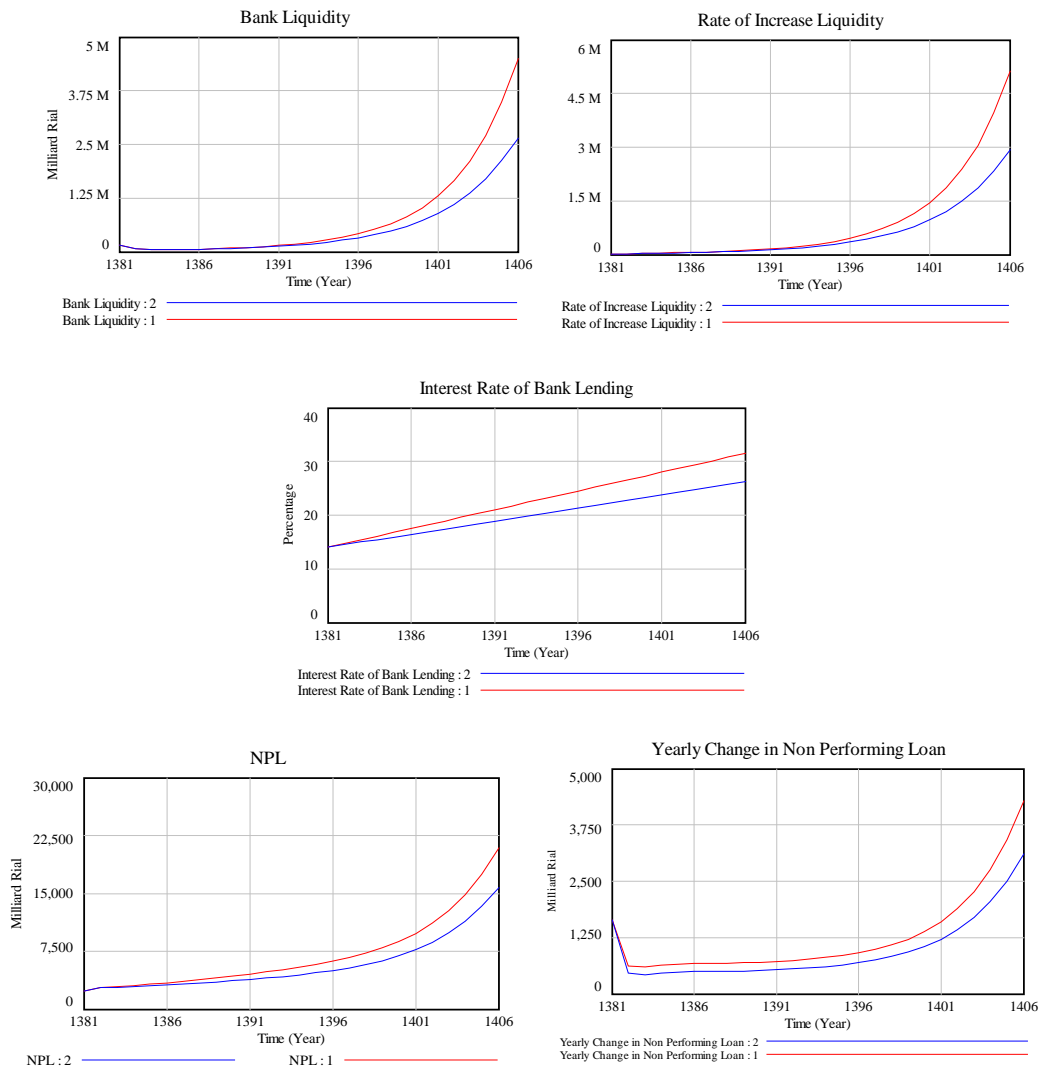 Bank Liquidity
5 M
3.75 M
2.5 M
1.25 M
0
Milliard Rial
1381 1386 1391 1396 1401 1406
Time (Year)
Bank Liquidity : 2
Bank Liquidity : 1
Rate of Increase Liquidity
6 M
4.5 M
3 M
1.5 M
0
1381 1386 1391 1396 1401 1406
Time (Year)
Rate of Increase Liquidity : 2
Rate of Increase Liquidity : 1
Interest Rate of Bank Lending
40
30
20
10
0
Percentage
1381 1386 1391 1396 1401 1406
Time (Year)
Interest Rate of Bank Lending : 2
Interest Rate of Bank Lending : 1
NPL
30,000
22,500
15,000
7,500
0
Milliard Rial
1381 1386 1391 1396 1401 1406
Time (Year)
NPL : 2 NPL : 1
Yearly Change in Non Performing Loan
5,000
3,750
2,500
1,250
0
Milliard Rial
1381 1386 1391 1396 1401 1406
Time (Year)
Yearly Change in Non Performing Loan : 2
Yearly Change in Non Performing Loan : 1